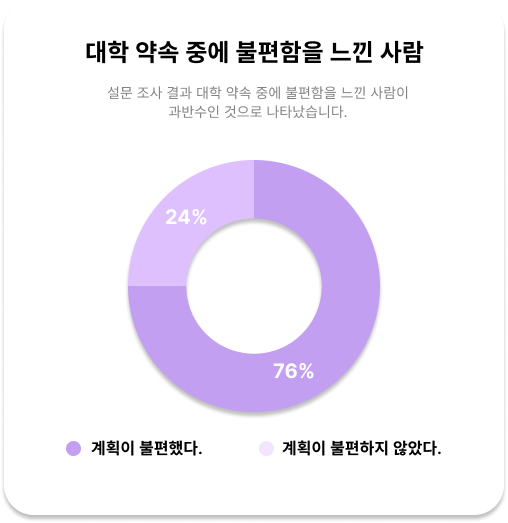 대학 약속 중에 불편함을 느낀 사람
설문 조사 결과 대학 약속 중에 불편함을 느낀 사람이
과반수인 것으로 나타났습니다.
24%
76%
계획이 불편했다.
계획이 불편하지 않았다.